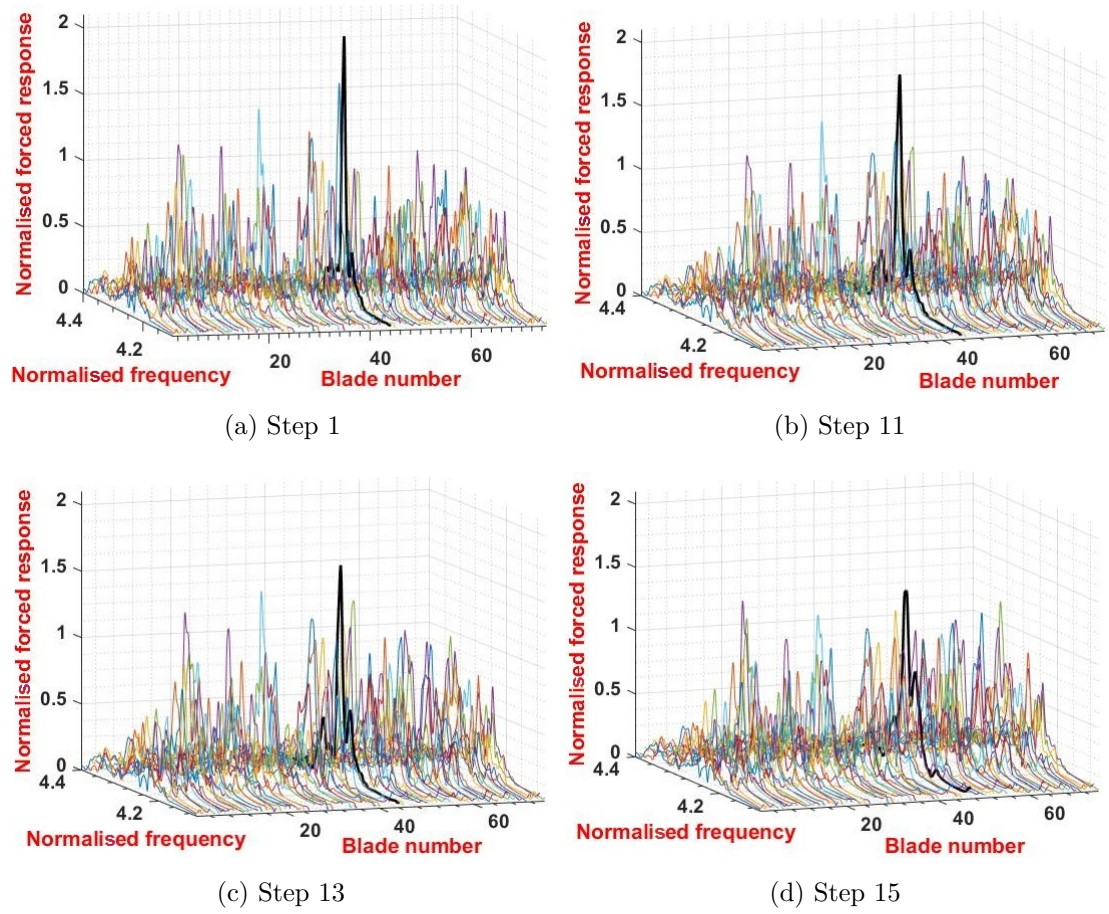 Normalised forced response
2
1.5
1
0.5
0
4.4
4.2
20
40
60
Normalised frequency
Blade number
(a) Step 1
Normalised forced response
2
1.5
1
0.5
0
4.4
4.2
20
40
60
Normalised frequency
Blade number
(b) Step 11
Normalised forced response
2
1.5
1
0.5
0
4.4
4.2
20
40
60
Normalised frequency
Blade number
(c) Step 13
Normalised forced response
2
1.5
1
0.5
0
4.4
4.2
20
40
60
Normalised frequency
Blade number
(d) Step 15